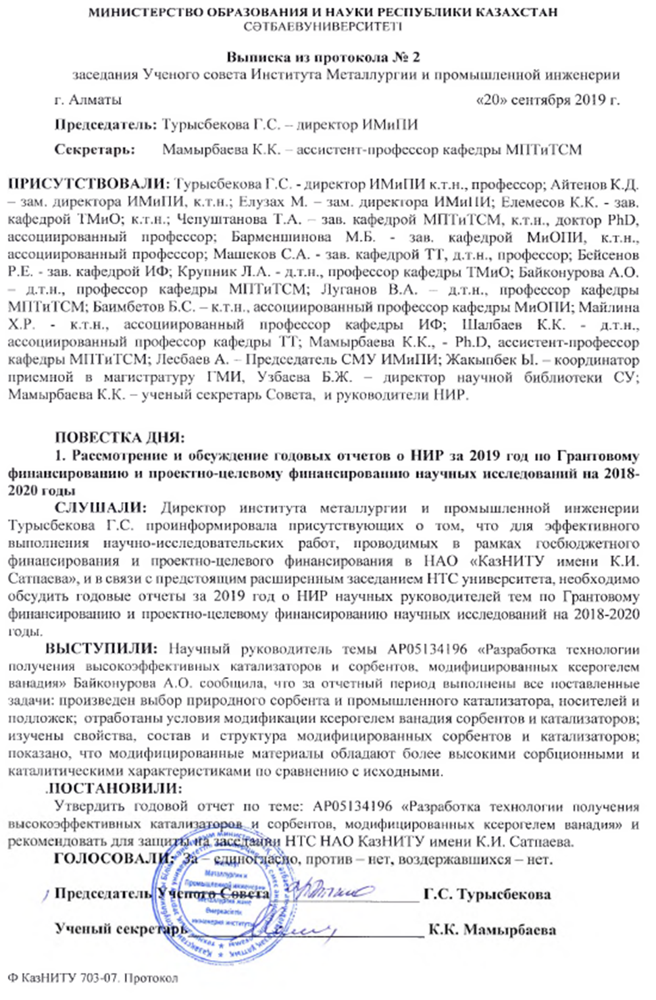 МИНИСТЕРСТВО ОБРАЗОВАНИЯ И НАУКИ РЕСПУБЛИКИ КАЗАХСТАН
СӘТБАЕВУНИВЕРСИТЕТІ
Выписка из протокола № 2
заседания Ученого совета Института Металлургии и промышленной инженерии
г. Алматы «20» сентября 2019 г.
Председатель: Турысбекова Г.С. – директор ИМиПИ
Секретарь: Мамырбаева К.К. – ассистент-профессор кафедры МПТиТСМ
ПРИСУТСТВОВАЛИ: Турысбекова Г.С. - директор ИМиПИ к.т.н., профессор; Айтенов К.Д.
– зам. директора ИМиПИ, к.т.н.; Елузах М. – зам. директора ИМиПИ; Елемесов К.К. - зав.
кафедрой ТМиО; к.т.н.; Чепуштанова Т.А. – зав. кафедрой МПТиТСМ, к.т.н., доктор PhD,
ассоциированный профессор; Барменшинова М.Б. - зав. кафедрой МиОПИ, к.т.н.,
ассоциированный профессор; Машеков С.А. - зав. кафедрой ТТ, д.т.н., профессор; Бейсенов
Р.Е. - зав. кафедрой ИФ; Крупник Л.А. - д.т.н., профессор кафедры ТМиО; Байконурова А.О.
– д.т.н., профессор кафедры МПТиТСМ; Луганов В.А. – д.т.н., профессор кафедры
МПТиТСМ; Баимбетов Б.С. – к.т.н., ассоциированный профессор кафедры МиОПИ; Майлина
Х.Р. - к.т.н., ассоциированный профессор кафедры ИФ; Шалбаев К.К. - д.т.н.,
ассоциированный профессор кафедры ТТ; Мамырбаева К.К., - Ph.D, ассистент-профессор
кафедры МПТиТСМ; Лесбаев А. – Председатель СМУ ИМиПИ; Жакыпбек Ы. – координатор
приемной в магистратуру ГМИ, Узбаева Б.Ж. – директор научной библиотеки СУ;
Мамырбаева К.К. – ученый секретарь Совета, и руководители НИР.
ПОВЕСТКА ДНЯ:
1. Рассмотрение и обсуждение годовых отчетов о НИР за 2019 год по Грантовому
финансированию и проектно-целевому финансированию научных исследований на 2018-
2020 годы
СЛУШАЛИ: Директор института металлургии и промышленной инженерии
Турысбекова Г.С. проинформировала присутствующих о том, что для эффективного
выполнения научно-исследовательских работ, проводимых в рамках госбюджетного
финансирования и проектно-целевого финансирования в НАО «КазНИТУ имени К.И.
Сатпаева», и в связи с предстоящим расширенным заседанием НТС университета, необходимо
обсудить годовые отчеты за 2019 год о НИР научных руководителей тем по Грантовому
финансированию и проектно-целевому финансированию научных исследований на 2018-2020
годы.
ВЫСТУПИЛИ: Научный руководитель темы АР05134196 «Разработка технологии
получения высокоэффективных катализаторов и сорбентов, модифицированных ксерогелем
ванадия» Байконурова А.О. сообщила, что за отчетный период выполнены все поставленные
задачи: произведен выбор природного сорбента и промышленного катализатора, носителей и
подложек; отработаны условия модификации ксерогелем ванадия сорбентов и катализаторов;
изучены свойства, состав и структура модифицированных сорбентов и катализаторов;
показано, что модифицированные материалы обладают более высокими сорбционными и
каталитическими характеристиками по сравнению с исходными.
.ПОСТАНОВИЛИ:
Утвердить годовой отчет по теме: АР05134196 «Разработка технологии получения
высокоэффективных катализаторов и сорбентов, модифицированных ксерогелем ванадия» и
рекомендовать для защиты на заседании НТС НАО КазНИТУ имени К.И. Сатпаева.
ГОЛОСОВАЛИ: За – единогласно, против – нет, воздержавшихся – нет.
Металлургии и
Промышленной инженерии
Металлургия және
Өнеркәсіптік
инженерия институты
Председатель Ученого Совета Г.С. Турысбекова
Ученый секретарь К.К. Мамырбаева
Ф КазНИТУ 703-07. Протокол